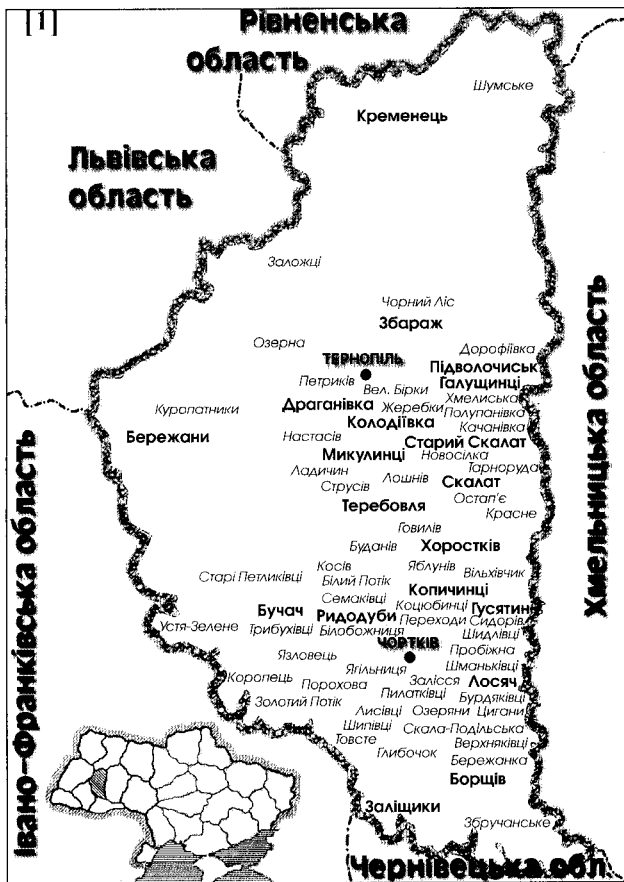 [1]
Рівненська
область
Шумське
Кременець
Львівська
область
Заложці
Чорний Ліс
Збараж
Озерна
ТЕРНОПІЛЬ
Дорофіївка
Підволочиськ
Петриків
Галущинці
Вел. Бірки
Хмелиська
Драганівка
Жеребки
Куропатники
Полупанівка
Колодіївка
Качанівка
Бережани
Настасів
Старий Скалат
Микулинці
Новосілка
Ладичин
Тарноруда
Лошнів
Струсів
Скалат
Остап'є
Теребовля
Красне
Говилів
Буданів
Хоростків
Косів
Яблунів
Вільхівчик
Старі Петликівці
Білий Потік
Копичинці
Семаківці
Коцюбинці
Бучач
Ридодуби
Гусятин
Переходи
Сидорів
Устя-Зелене
Трибухівці
Білобожниця
Шидлівці
ЧОРТКІВ
Пробіжна
Язловець
Ягільниця
Шманьківці
Коропець
Порохова
Залісся
Лосяч
Пилатківці
Бурдяківці
Золотий Потік
Лисівці
Озеряни
Цигани
Шипівці
Скала-Подільська
Товсте
Верхняківці
Глибочок
Бережанка
Борщів
Заліщики
Збручанське
Івано–Франківська область
Хмельницька область
Чернівецька обл